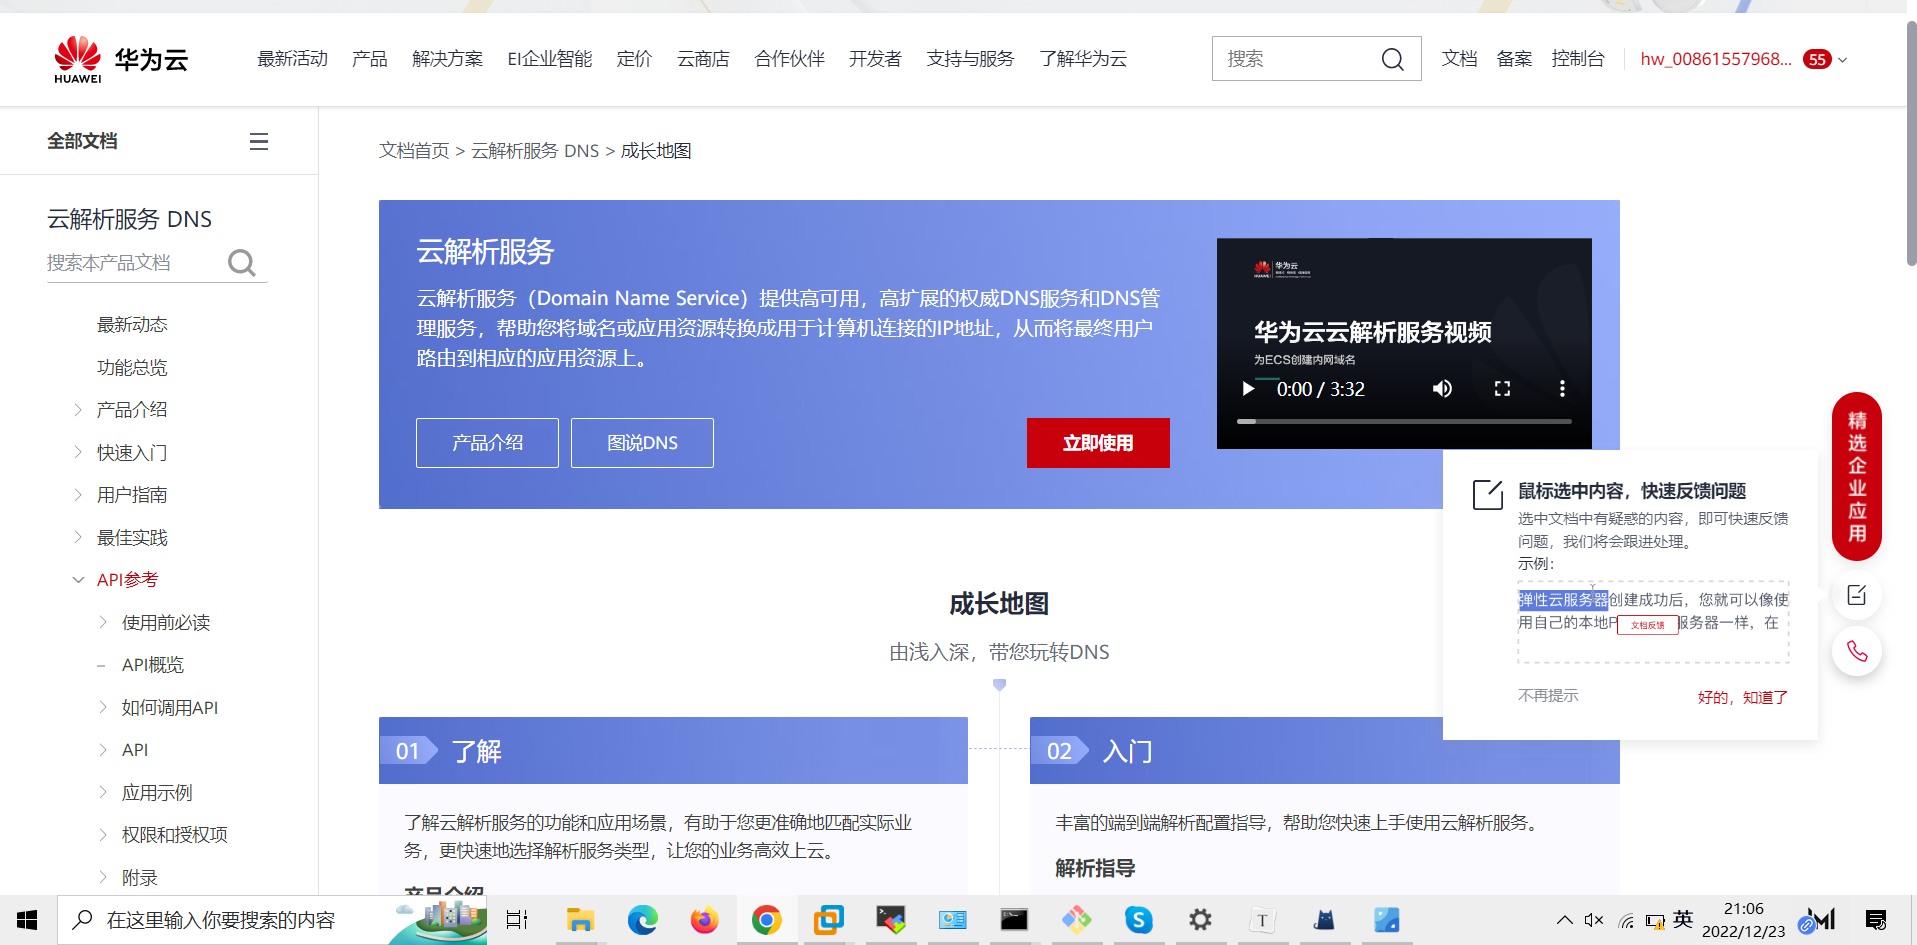 HUAWEI
华为云
最新活动 产品 解决方案 EI企业智能 定价 云商店 合作伙伴 开发者 支持与服务 了解华为云
搜索
文档 备案 控制台
hw_00861557968... 55
全部文档
云解析服务 DNS
搜索本产品文档
最新动态
功能总览
产品介绍
快速入门
用户指南
最佳实践
API参考
使用前必读
API概览
如何调用API
API
应用示例
权限和授权项
附录
文档首页 > 云解析服务 DNS > 成长地图
云解析服务
云解析服务（Domain Name Service）提供高可用，高扩展的权威DNS服务和DNS管
理服务，帮助您将域名或应用资源转换成用于计算机连接的IP地址，从而将最终用户
路由到相应的应用资源上。
产品介绍
图说DNS
立即使用
HUAWEI
华为云
华为云云解析服务视频
为ECS创建内网域名
0:00 / 3:32
成长地图
由浅入深，带您玩转DNS
01 了解
了解云解析服务的功能和应用场景，有助于您更准确地匹配实际业
务，更快速地选择解析服务类型，让您的业务高效上云。
产品介绍
02 入门
丰富的端到端解析配置指导，帮助您快速上手使用云解析服务。
解析指导
鼠标选中内容，快速反馈问题
选中文档中有疑惑的内容，即可快速反馈
问题，我们将会跟进处理。
示例：
弹性云服务器创建成功后，您就可以像使
用自己的本地P 服务器一样，在
文档反馈
不再提示
好的，知道了
精选企业应用
在这里输入你要搜索的内容
T
英
21:06
2022/12/23